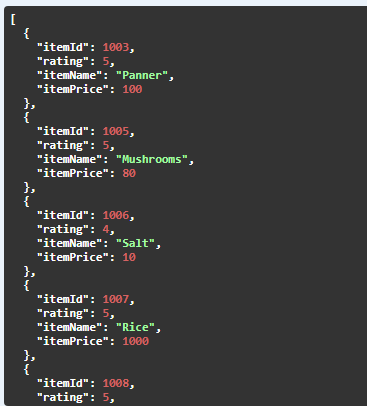 [
  {
    "itemId": 1003,
    "rating": 5,
    "itemName": "Panner",
    "itemPrice": 100
  },
  {
    "itemId": 1005,
    "rating": 5,
    "itemName": "Mushrooms",
    "itemPrice": 80
  },
  {
    "itemId": 1006,
    "rating": 4,
    "itemName": "Salt",
    "itemPrice": 10
  },
  {
    "itemId": 1007,
    "rating": 5,
    "itemName": "Rice",
    "itemPrice": 1000
  },
  {
    "itemId": 1008,
    "rating": 5,